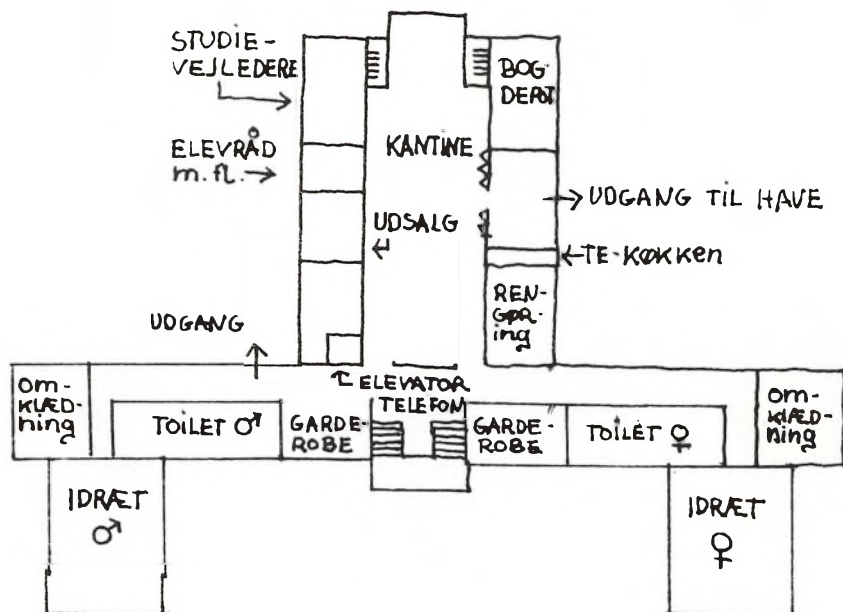 STUDIE-
VEJLEDERE
BOG
DEPOT
ELEVRÅD
m.fl.→
KANTINE
→UDGANG TIL HAVE
UDSALG
←TE-KØKKEN
REN-
GØR-
ing
UDGANG
ELEVATOR
TELEFON
om-
KLÆD-
ning
TOILET ♂
GARDE-
ROBE
GARDE-
ROBE
TOILET ♀
om-
KLÆD-
ning
IDRÆT
♂
IDRÆT
♀